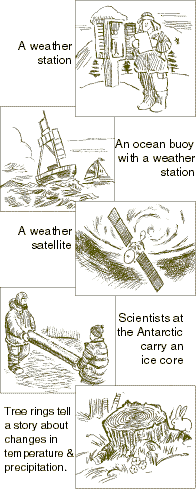 A weather
station
An ocean buoy
with a weather
station
A weather
satellite
Scientists at
the Antarctic
carry an
ice core
Tree rings tell
a story about
changes in
temperature &
precipitation.